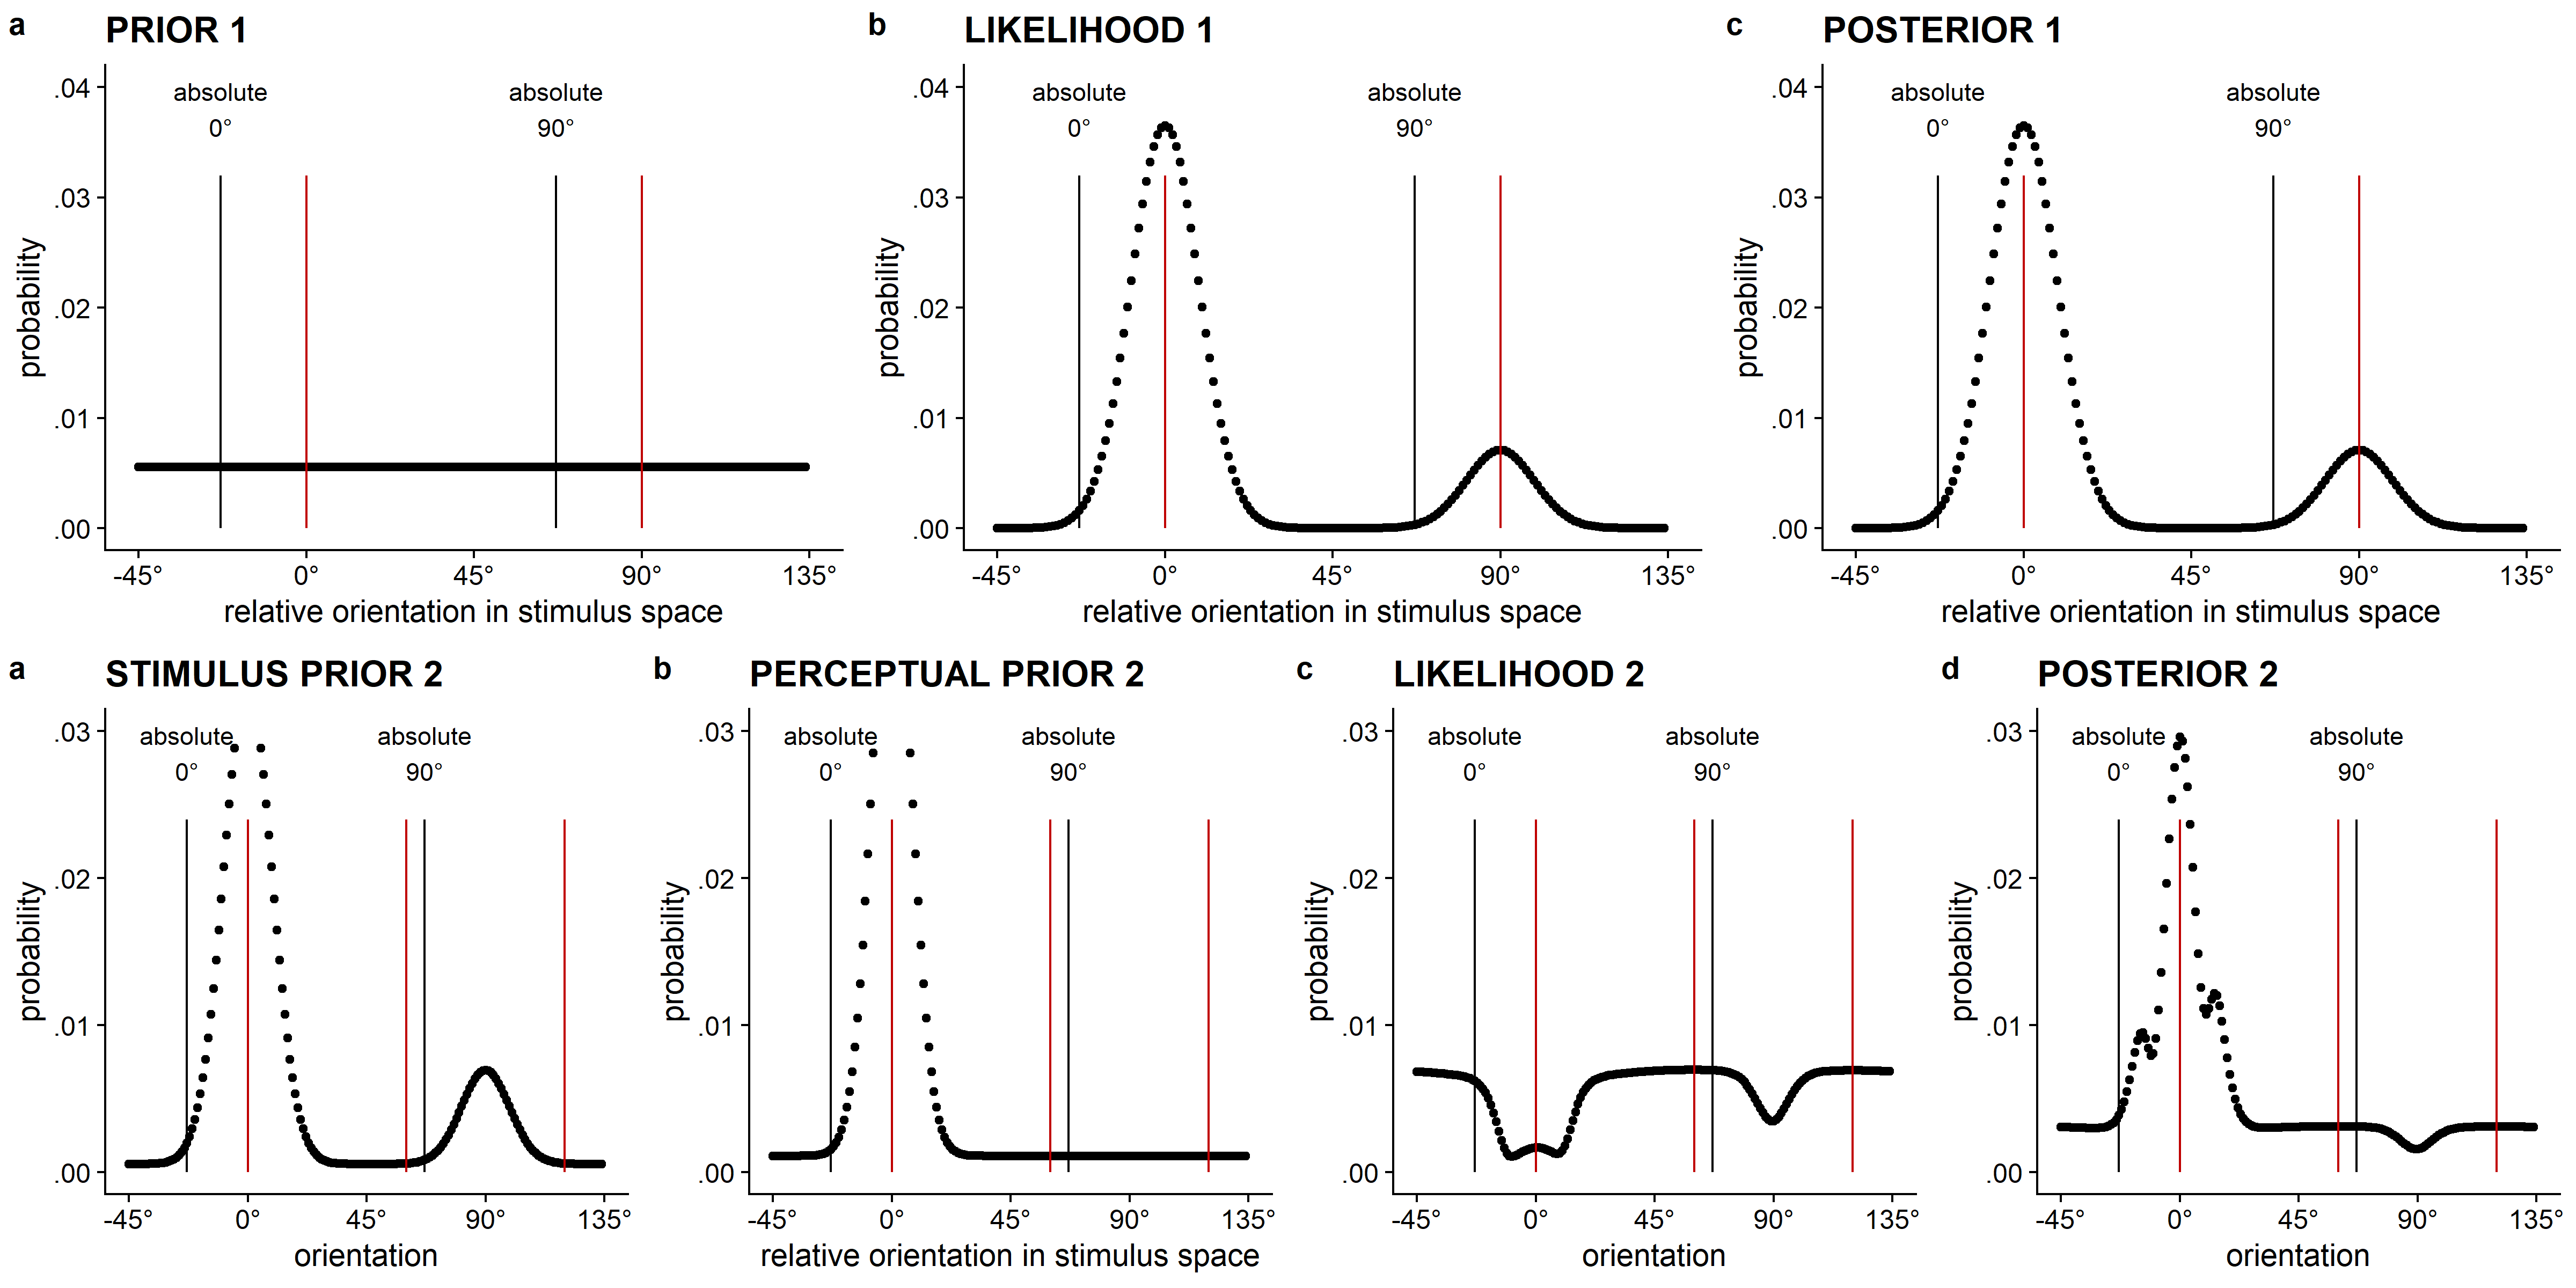 a PRIOR 1
absolute 0°
absolute 90°
.04
.03
.02
.01
.00
probability
-45° 0° 45° 90° 135°
relative orientation in stimulus space
b LIKELIHOOD 1
absolute 0°
absolute 90°
.04
.03
.02
.01
.00
probability
-45° 0° 45° 90° 135°
relative orientation in stimulus space
c POSTERIOR 1
absolute 0°
absolute 90°
.04
.03
.02
.01
.00
probability
-45° 0° 45° 90° 135°
relative orientation in stimulus space
a STIMULUS PRIOR 2
absolute 0°
absolute 90°
.03
.02
.01
.00
probability
-45° 0° 45° 90° 135°
orientation
b PERCEPTUAL PRIOR 2
absolute 0°
absolute 90°
.03
.02
.01
.00
probability
-45° 0° 45° 90° 135°
relative orientation in stimulus space
c LIKELIHOOD 2
absolute 0°
absolute 90°
.03
.02
.01
.00
probability
-45° 0° 45° 90° 135°
orientation
d POSTERIOR 2
absolute 0°
absolute 90°
.03
.02
.01
.00
probability
-45° 0° 45° 90° 135°
orientation